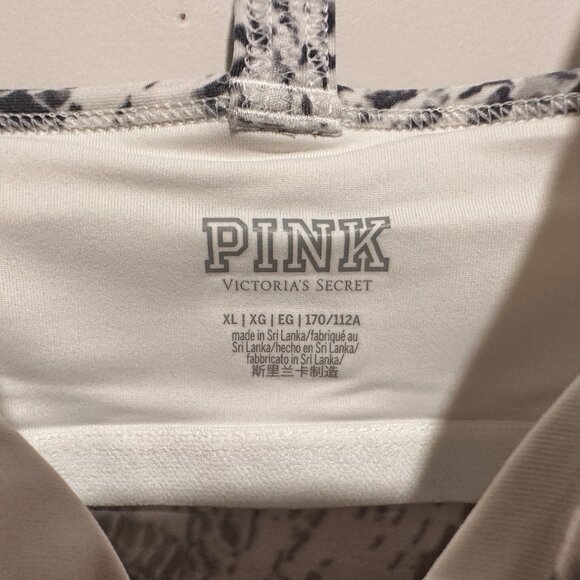 PINK
VICTORIA'S SECRET
XL | XG | EG | 170/112A
made in Sri Lanka/fabriqué au
Sri Lanka/hecho en Sri Lanka/
fabbricato in Sri Lanka/
斯里兰卡制造